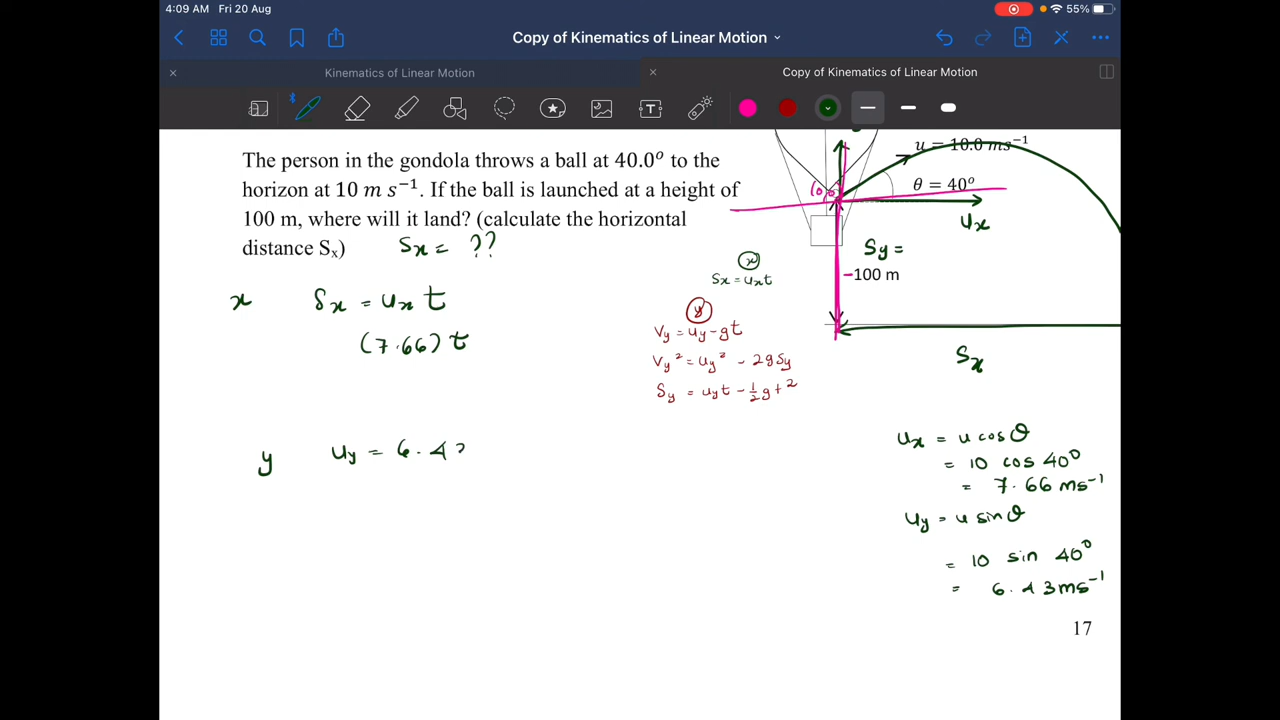 4:09 AM Fri 20 Aug
55%
Copy of Kinematics of Linear Motion
Kinematics of Linear Motion
Copy of Kinematics of Linear Motion
The person in the gondola throws a ball at 40.0° to the
horizon at 10 m s⁻¹. If the ball is launched at a height of
100 m, where will it land? (calculate the horizontal
distance Sₓ) Sx = ??
x Sx = ux t
(7.66) t
y uy = 6.4
u = 10.0 ms⁻¹
θ = 40°
ux
Sy =
-100 m
Sx
x
Sx = ux t
y
Vy = uy - gt
Vy² = uy² - 2gSy
Sy = uyt - ½gt²
ux = u cos θ
= 10 cos 40°
= 7.66 ms⁻¹
uy = u sin θ
= 10 sin 40°
= 6.43 ms⁻¹
17